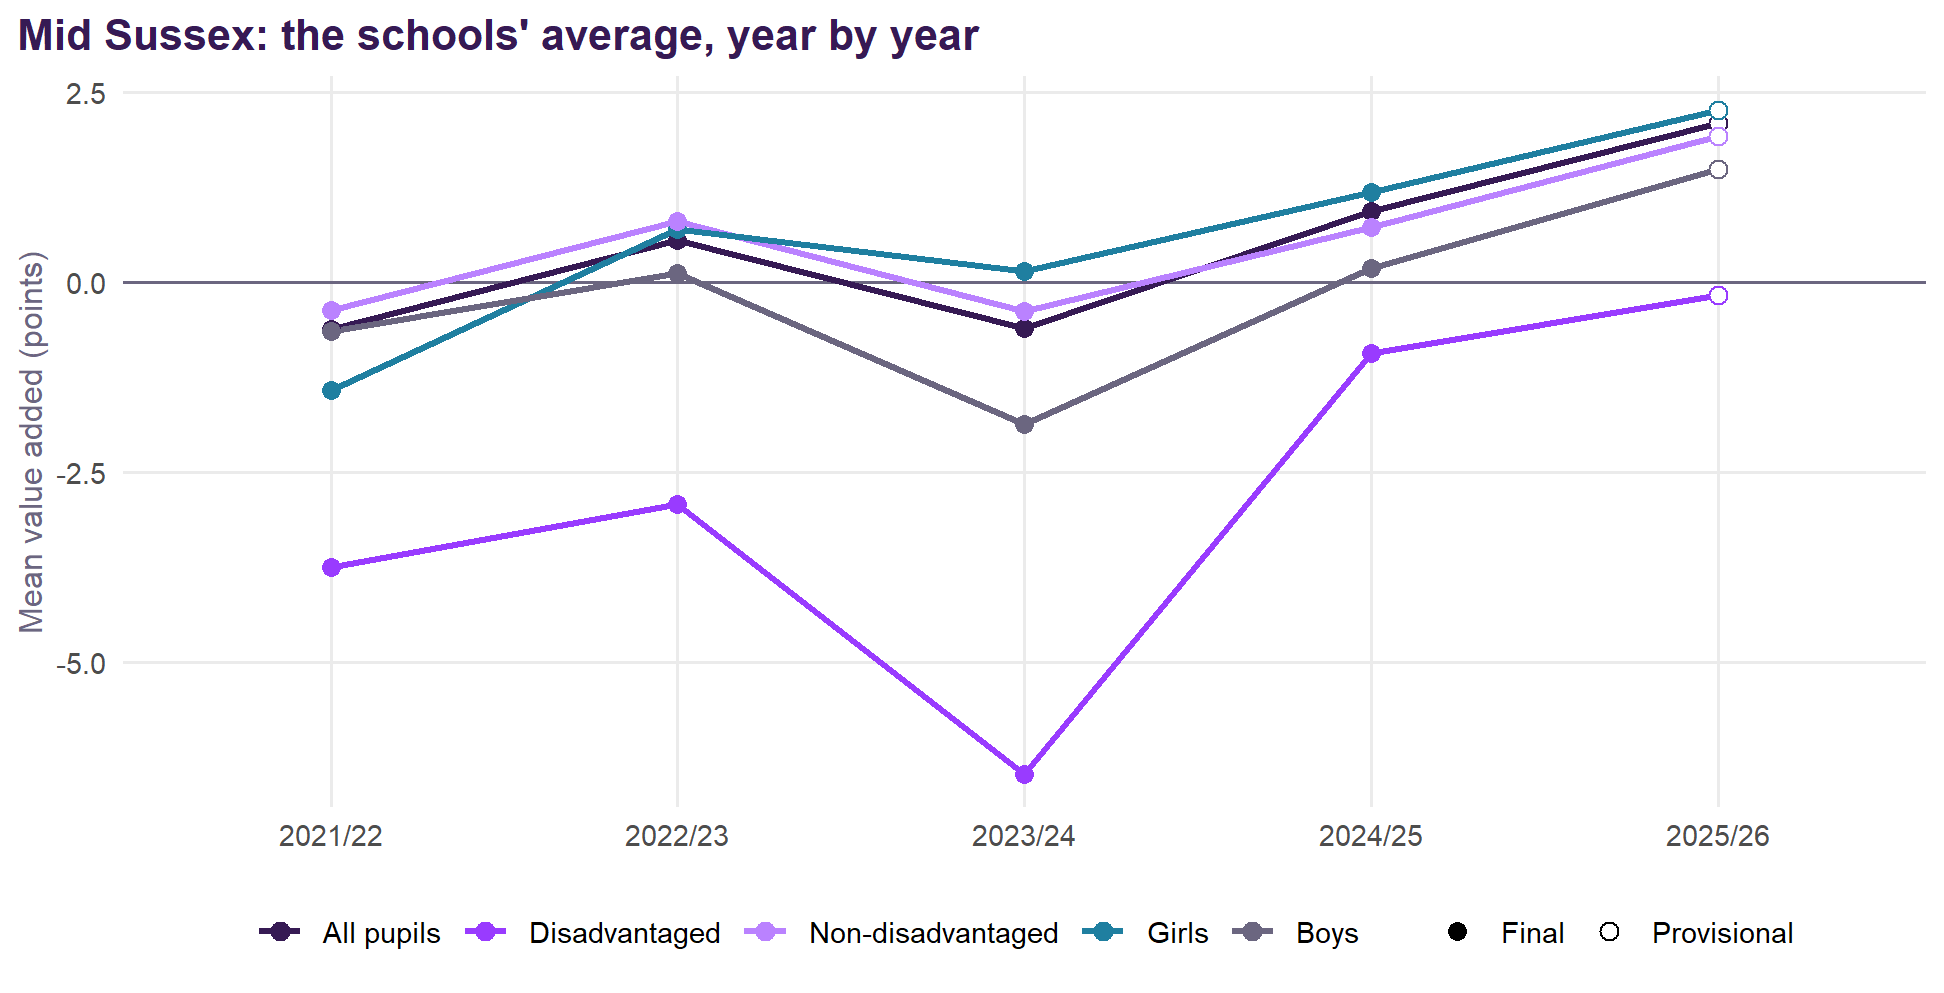 Mid Sussex: the schools' average, year by year
Mean value added (points)
2.5
0.0
-2.5
-5.0
2021/22
2022/23
2023/24
2024/25
2025/26
All pupils
Disadvantaged
Non-disadvantaged
Girls
Boys
Final
Provisional